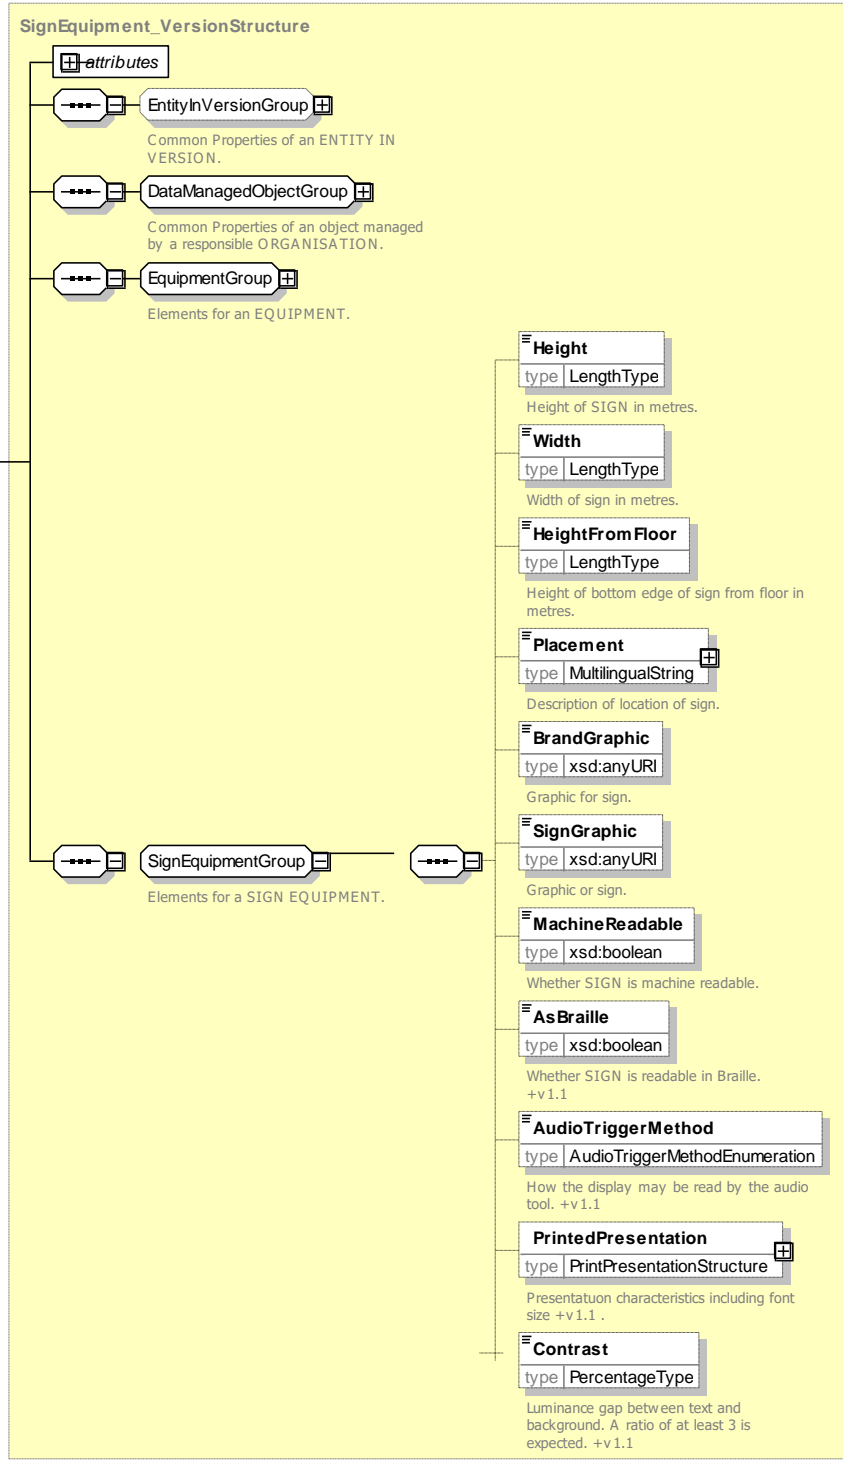 SignEquipment_VersionStructure
attributes
EntityInVersionGroup
Common Properties of an ENTITY IN
VERSION.
DataManagedObjectGroup
Common Properties of an object managed
by a responsible ORGANISATION.
EquipmentGroup
Elements for an EQUIPMENT.
SignEquipmentGroup
Elements for a SIGN EQUIPMENT.
Height
type LengthType
Height of SIGN in metres.
Width
type LengthType
Width of sign in metres.
HeightFromFloor
type LengthType
Height of bottom edge of sign from floor in
metres.
Placement
type MultilingualString
Description of location of sign.
BrandGraphic
type xsd:anyURI
Graphic for sign.
SignGraphic
type xsd:anyURI
Graphic or sign.
MachineReadable
type xsd:boolean
Whether SIGN is machine readable.
AsBraille
type xsd:boolean
Whether SIGN is readable in Braille.
+v1.1
AudioTriggerMethod
type AudioTriggerMethodEnumeration
How the display may be read by the audio
tool. +v1.1
PrintedPresentation
type PrintPresentationStructure
Presentatuon characteristics including font
size +v1.1 .
Contrast
type PercentageType
Luminance gap between text and
background. A ratio of at least 3 is
expected. +v1.1